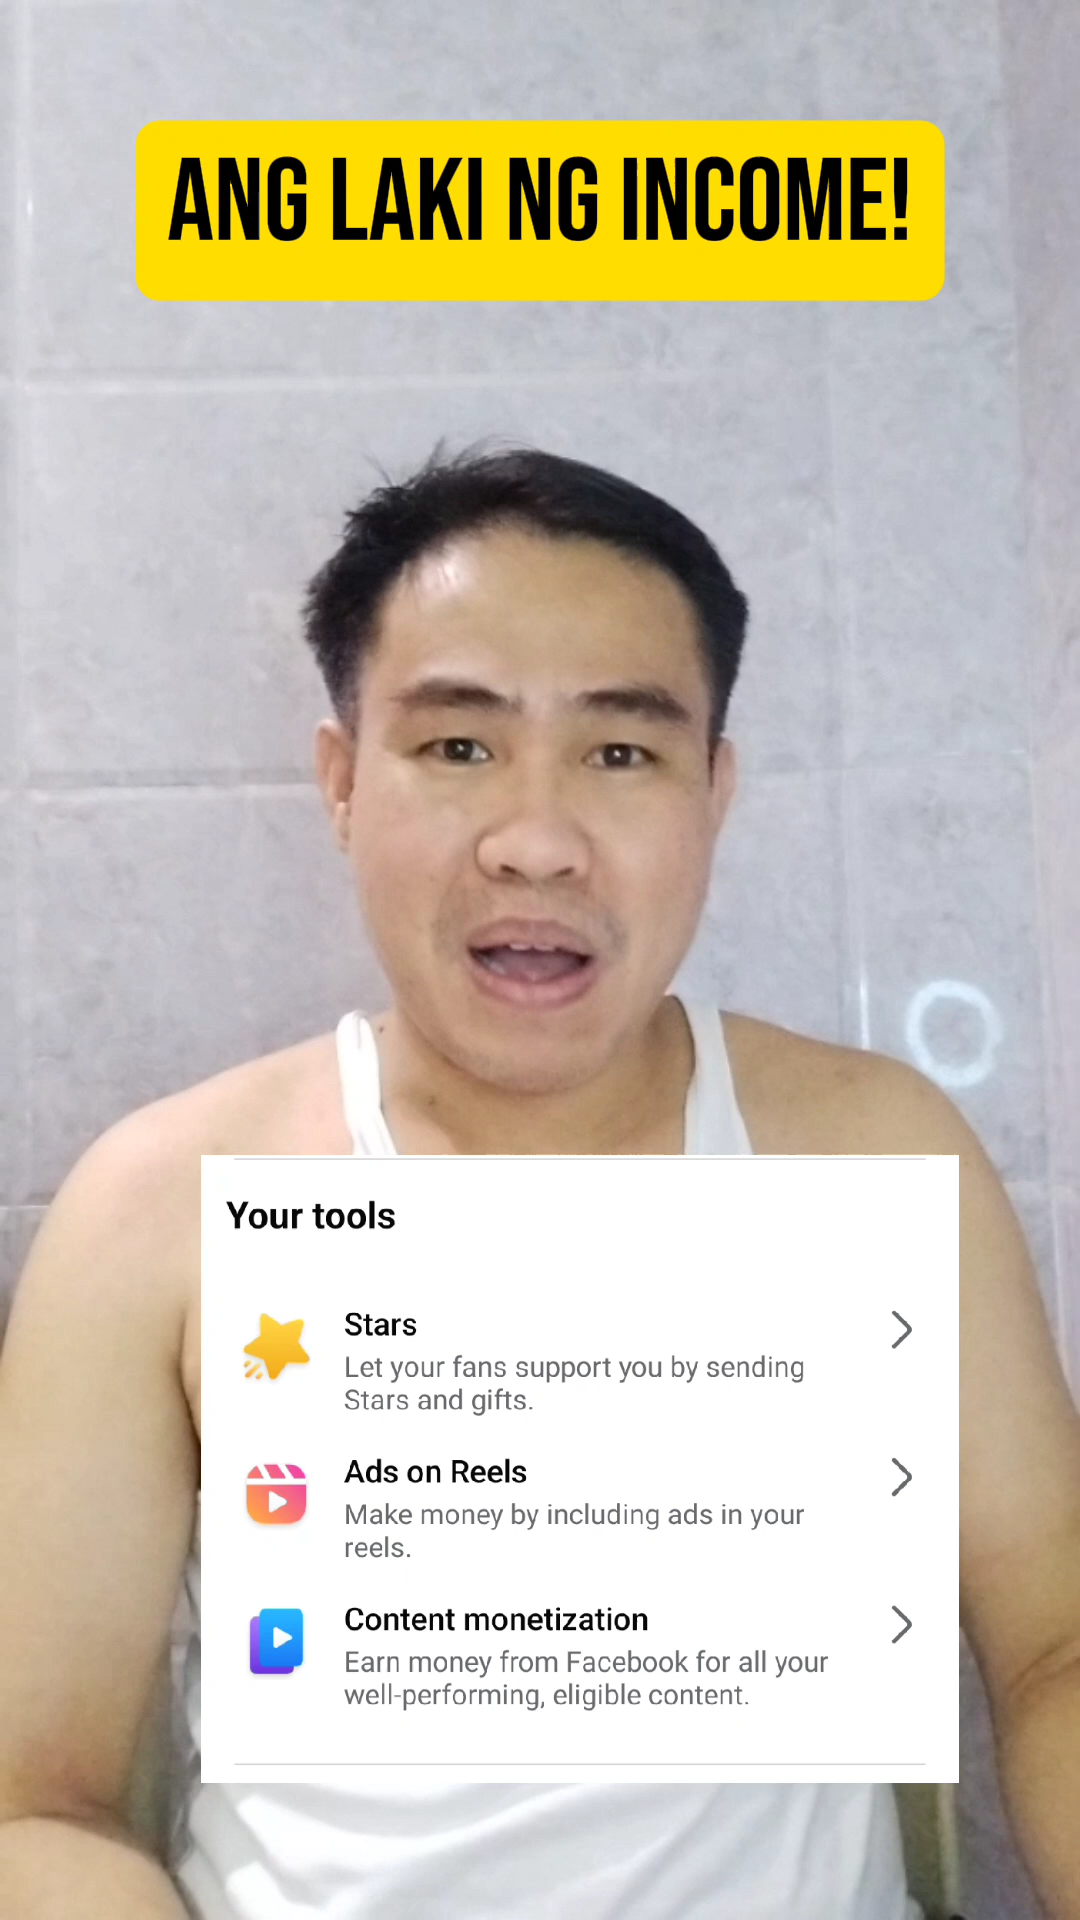 ANG LAKI NG INCOME!
Your tools
Stars
Let your fans support you by sending
Stars and gifts.
Ads on Reels
Make money by including ads in your
reels.
Content monetization
Earn money from Facebook for all your
well-performing, eligible content.